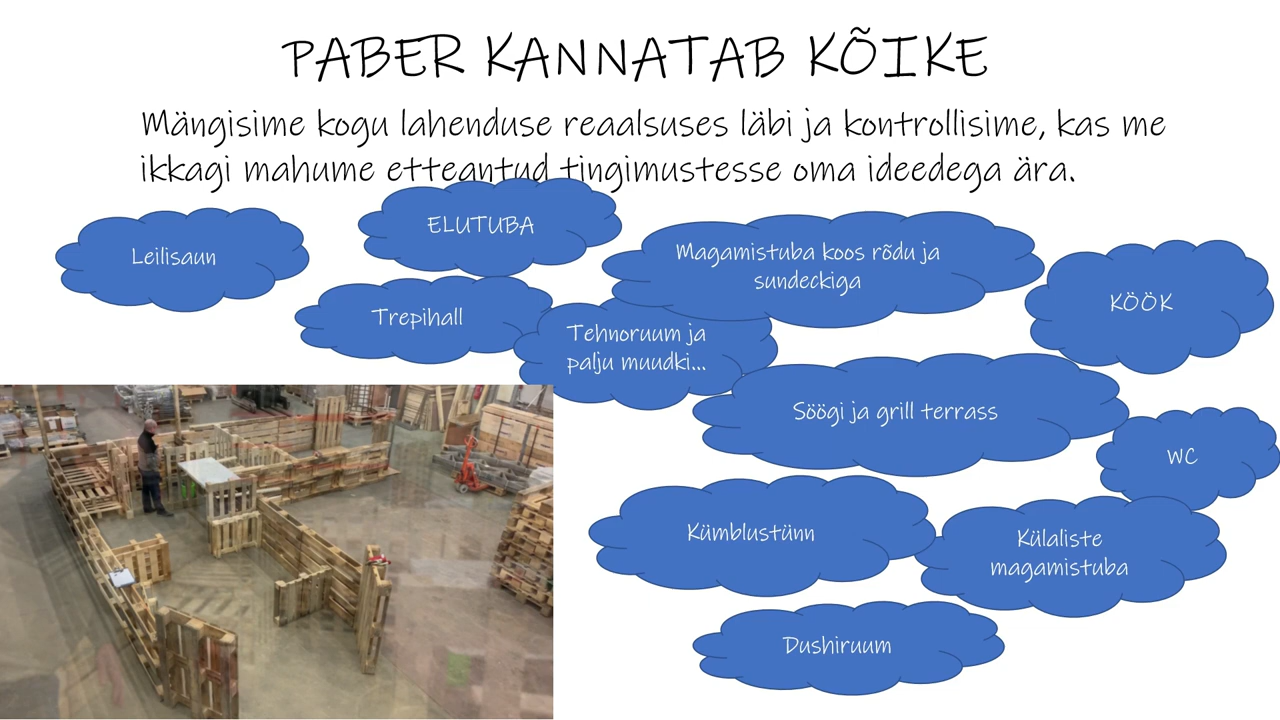 PABER KANNATAB KÕIKE
Mängisime kogu lahenduse reaalsuses läbi ja kontrollisime, kas me
ikkagi mahume etteantud tingimustesse oma ideedega ära.
Leilisaun
ELUTUBA
Magamistuba koos rõdu ja
sundeckiga
KÖÖK
Trepihall
Tehnoruum ja
palju muudki...
Söögi ja grill terrass
WC
Kümblustünn
Külaliste
magamistuba
Dushiruum